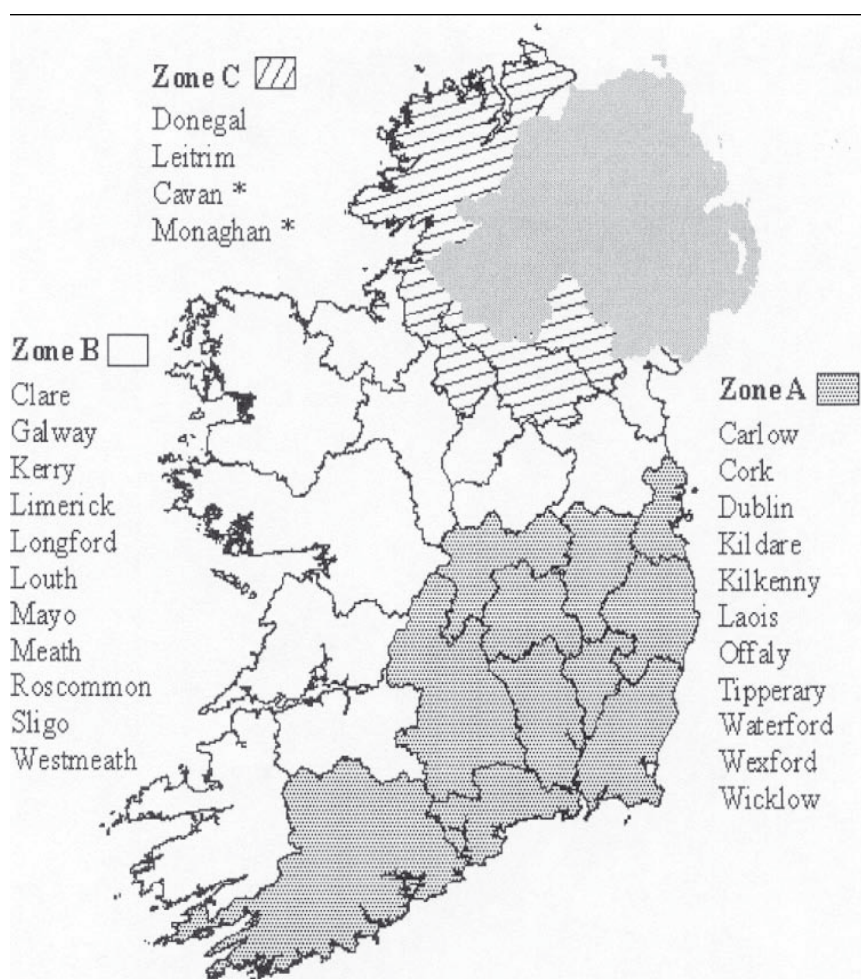 Zone C
Donegal
Leitrim
Cavan *
Monaghan *
Zone B
Clare
Galway
Kerry
Limerick
Longford
Louth
Mayo
Meath
Roscommon
Sligo
Westmeath
Zone A
Carlow
Cork
Dublin
Kildare
Kilkenny
Laois
Offaly
Tipperary
Waterford
Wexford
Wicklow